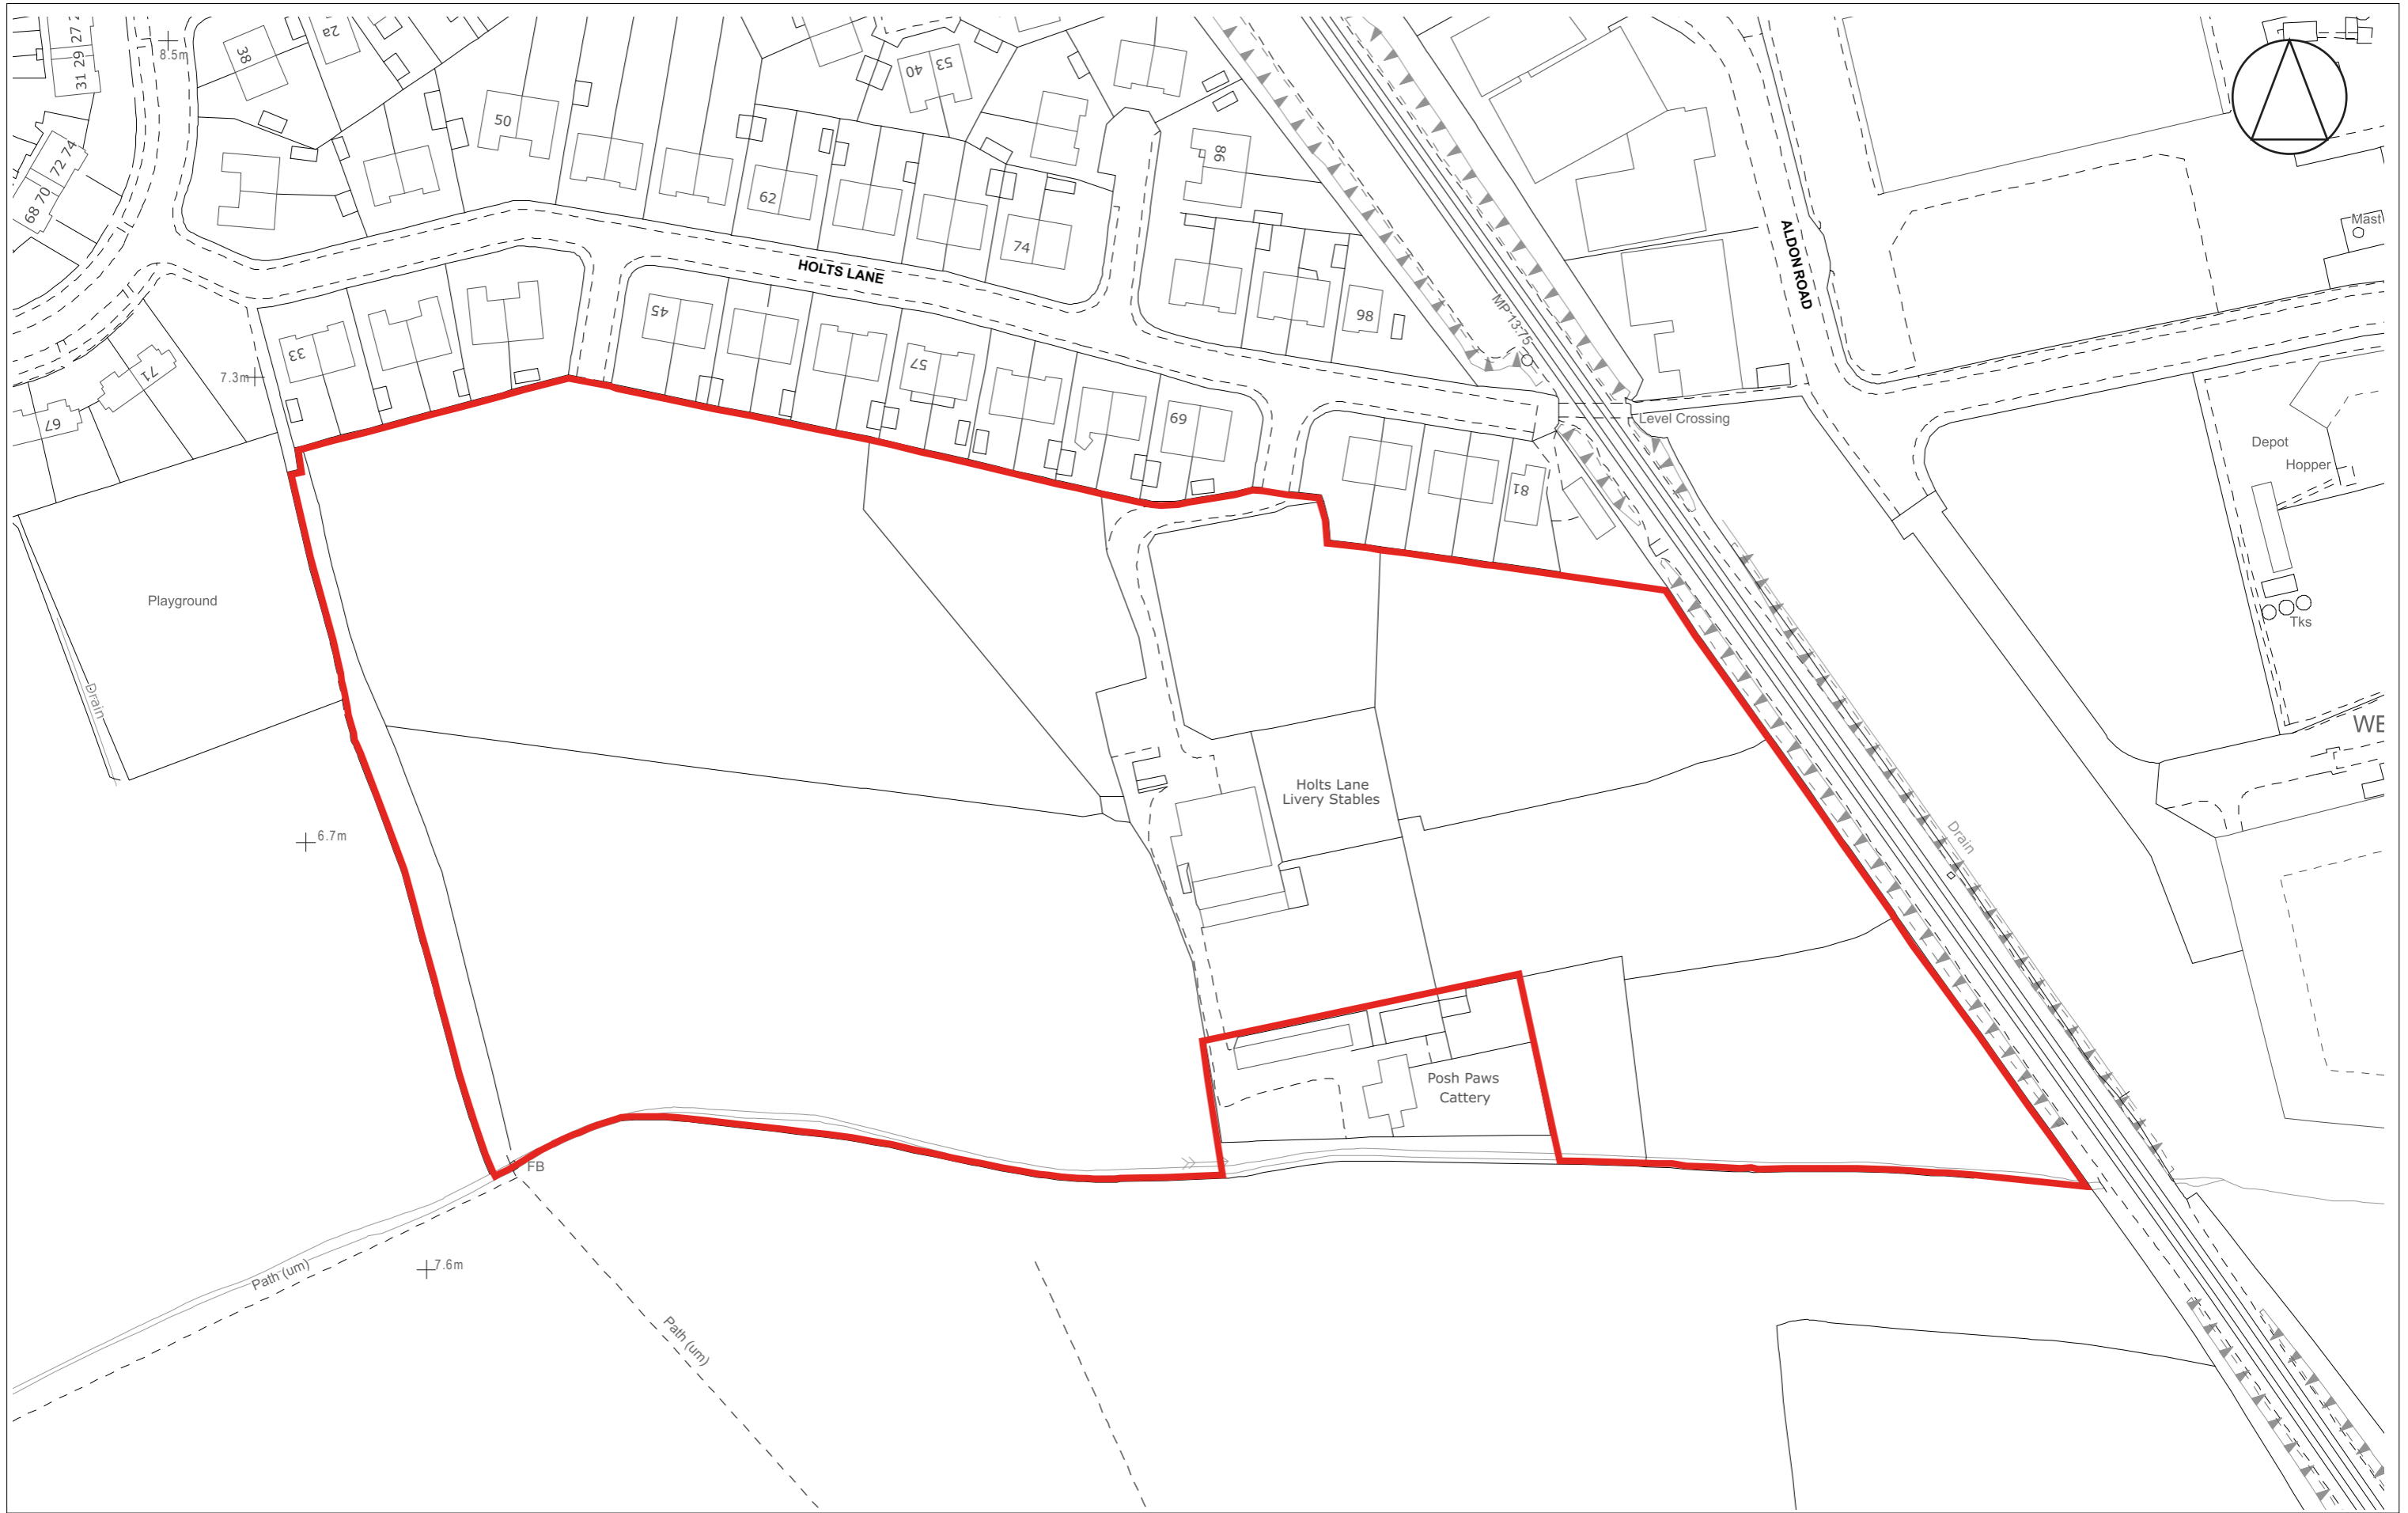 27
29
31
8.5m
38
2a
50
40
53
62
74
86
98
72 74
68 70
HOLTS LANE
ALDON ROAD
Mast
MP 13.75
33
45
57
69
81
7.3m
71
67
Level Crossing
Depot
Hopper
Tks
Playground
Drain
WE
Holts Lane
Livery Stables
6.7m
Drain
Posh Paws
Cattery
FB
Path (um)
7.6m
Path (um)